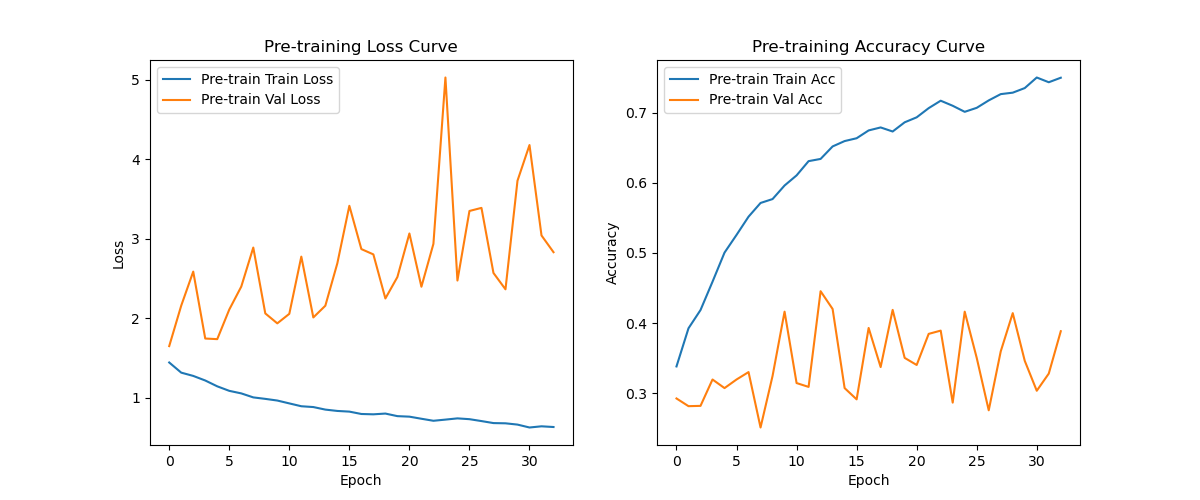 Pre-training Loss Curve
Pre-train Train Loss
Pre-train Val Loss
5
4
3
2
1
Loss
0 5 10 15 20 25 30
Epoch
Pre-training Accuracy Curve
Pre-train Train Acc
Pre-train Val Acc
0.7
0.6
0.5
0.4
0.3
Accuracy
0 5 10 15 20 25 30
Epoch